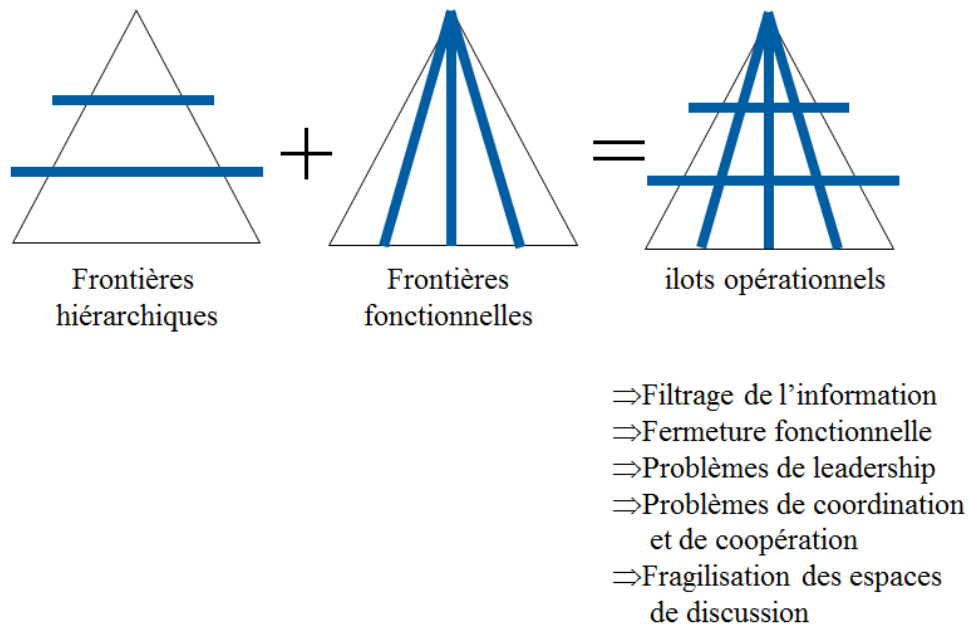 +
=
Frontières
hiérarchiques
Frontières
fonctionnelles
ilots opérationnels
⇒Filtrage de l’information
⇒Fermeture fonctionnelle
⇒Problèmes de leadership
⇒Problèmes de coordination
et de coopération
⇒Fragilisation des espaces
de discussion